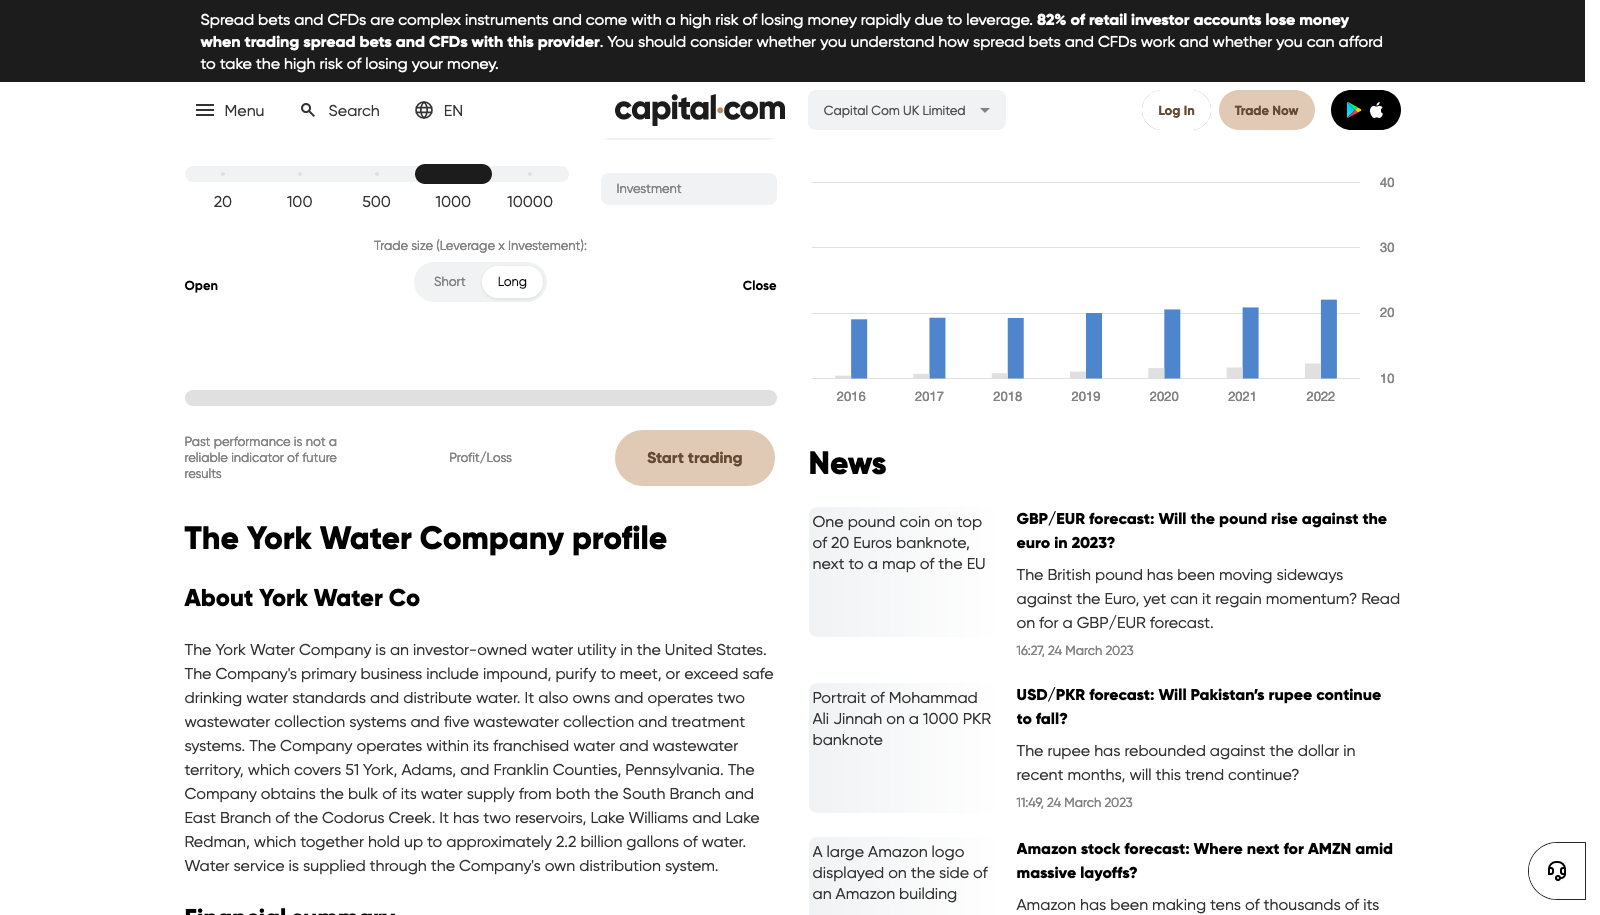 Spread bets and CFDs are complex instruments and come with a high risk of losing money rapidly due to leverage. 82% of retail investor accounts lose money
when trading spread bets and CFDs with this provider. You should consider whether you understand how spread bets and CFDs work and whether you can afford
to take the high risk of losing your money.
Menu
Search
EN
capital.com
Capital Com UK Limited
Log In
Trade Now
20
100
500
1000
10000
Investment
Trade size (Leverage x Investement):
Open
Short
Long
Close
Past performance is not a
reliable indicator of future
results
Profit/Loss
Start trading
The York Water Company profile
About York Water Co
The York Water Company is an investor-owned water utility in the United States.
The Company's primary business include impound, purify to meet, or exceed safe
drinking water standards and distribute water. It also owns and operates two
wastewater collection systems and five wastewater collection and treatment
systems. The Company operates within its franchised water and wastewater
territory, which covers 51 York, Adams, and Franklin Counties, Pennsylvania. The
Company obtains the bulk of its water supply from both the South Branch and
East Branch of the Codorus Creek. It has two reservoirs, Lake Williams and Lake
Redman, which together hold up to approximately 2.2 billion gallons of water.
Water service is supplied through the Company's own distribution system.
Financial summary
40
30
20
10
2016
2017
2018
2019
2020
2021
2022
News
One pound coin on top
of 20 Euros banknote,
next to a map of the EU
GBP/EUR forecast: Will the pound rise against the
euro in 2023?
The British pound has been moving sideways
against the Euro, yet can it regain momentum? Read
on for a GBP/EUR forecast.
16:27, 24 March 2023
Portrait of Mohammad
Ali Jinnah on a 1000 PKR
banknote
USD/PKR forecast: Will Pakistan's rupee continue
to fall?
The rupee has rebounded against the dollar in
recent months, will this trend continue?
11:49, 24 March 2023
A large Amazon logo
displayed on the side of
an Amazon building
Amazon stock forecast: Where next for AMZN amid
massive layoffs?
Amazon has been making tens of thousands of its